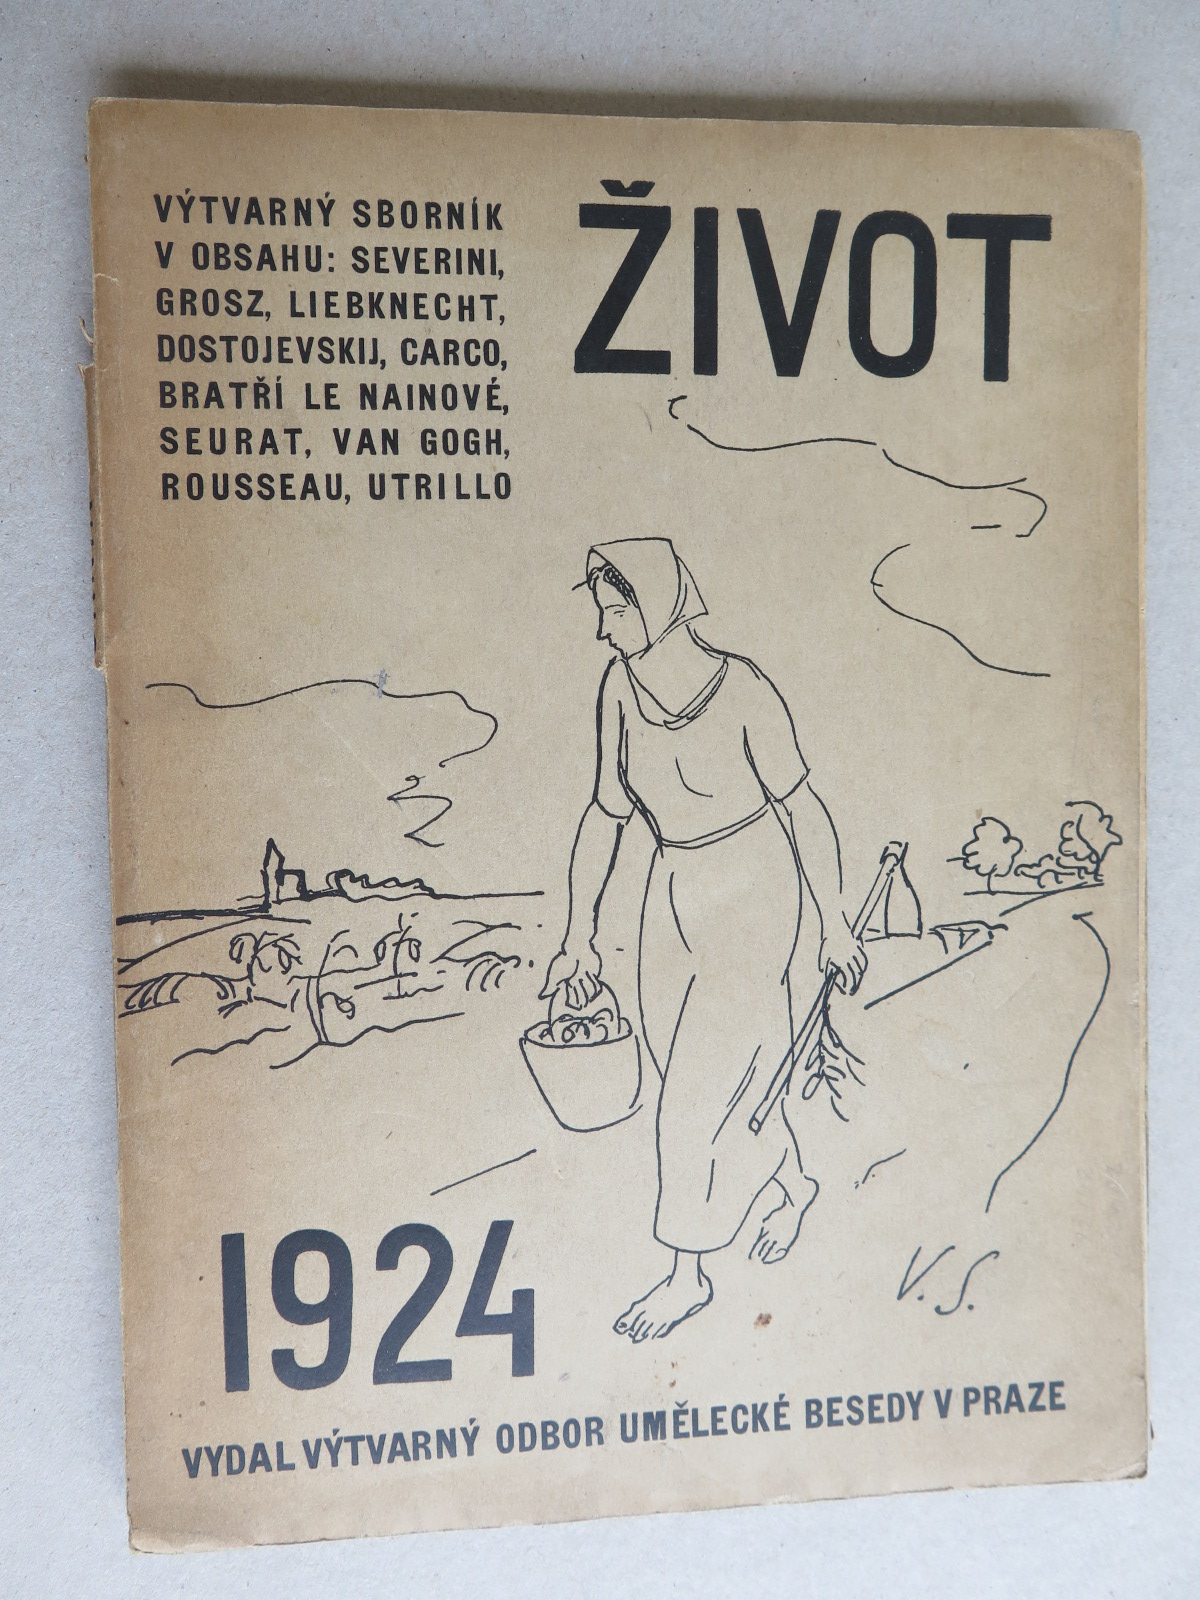 VÝTVARNÝ SBORNÍK
V OBSAHU: SEVERINI,
GROSZ, LIEBKNECHT,
DOSTOJEVSKIJ, CARCO,
BRATŘÍ LE NAINOVÉ,
SEURAT, VAN GOGH,
ROUSSEAU, UTRILLO
ŽIVOT
V. S.
1924
VYDAL VÝTVARNÝ ODBOR UMĚLECKÉ BESEDY V PRAZE